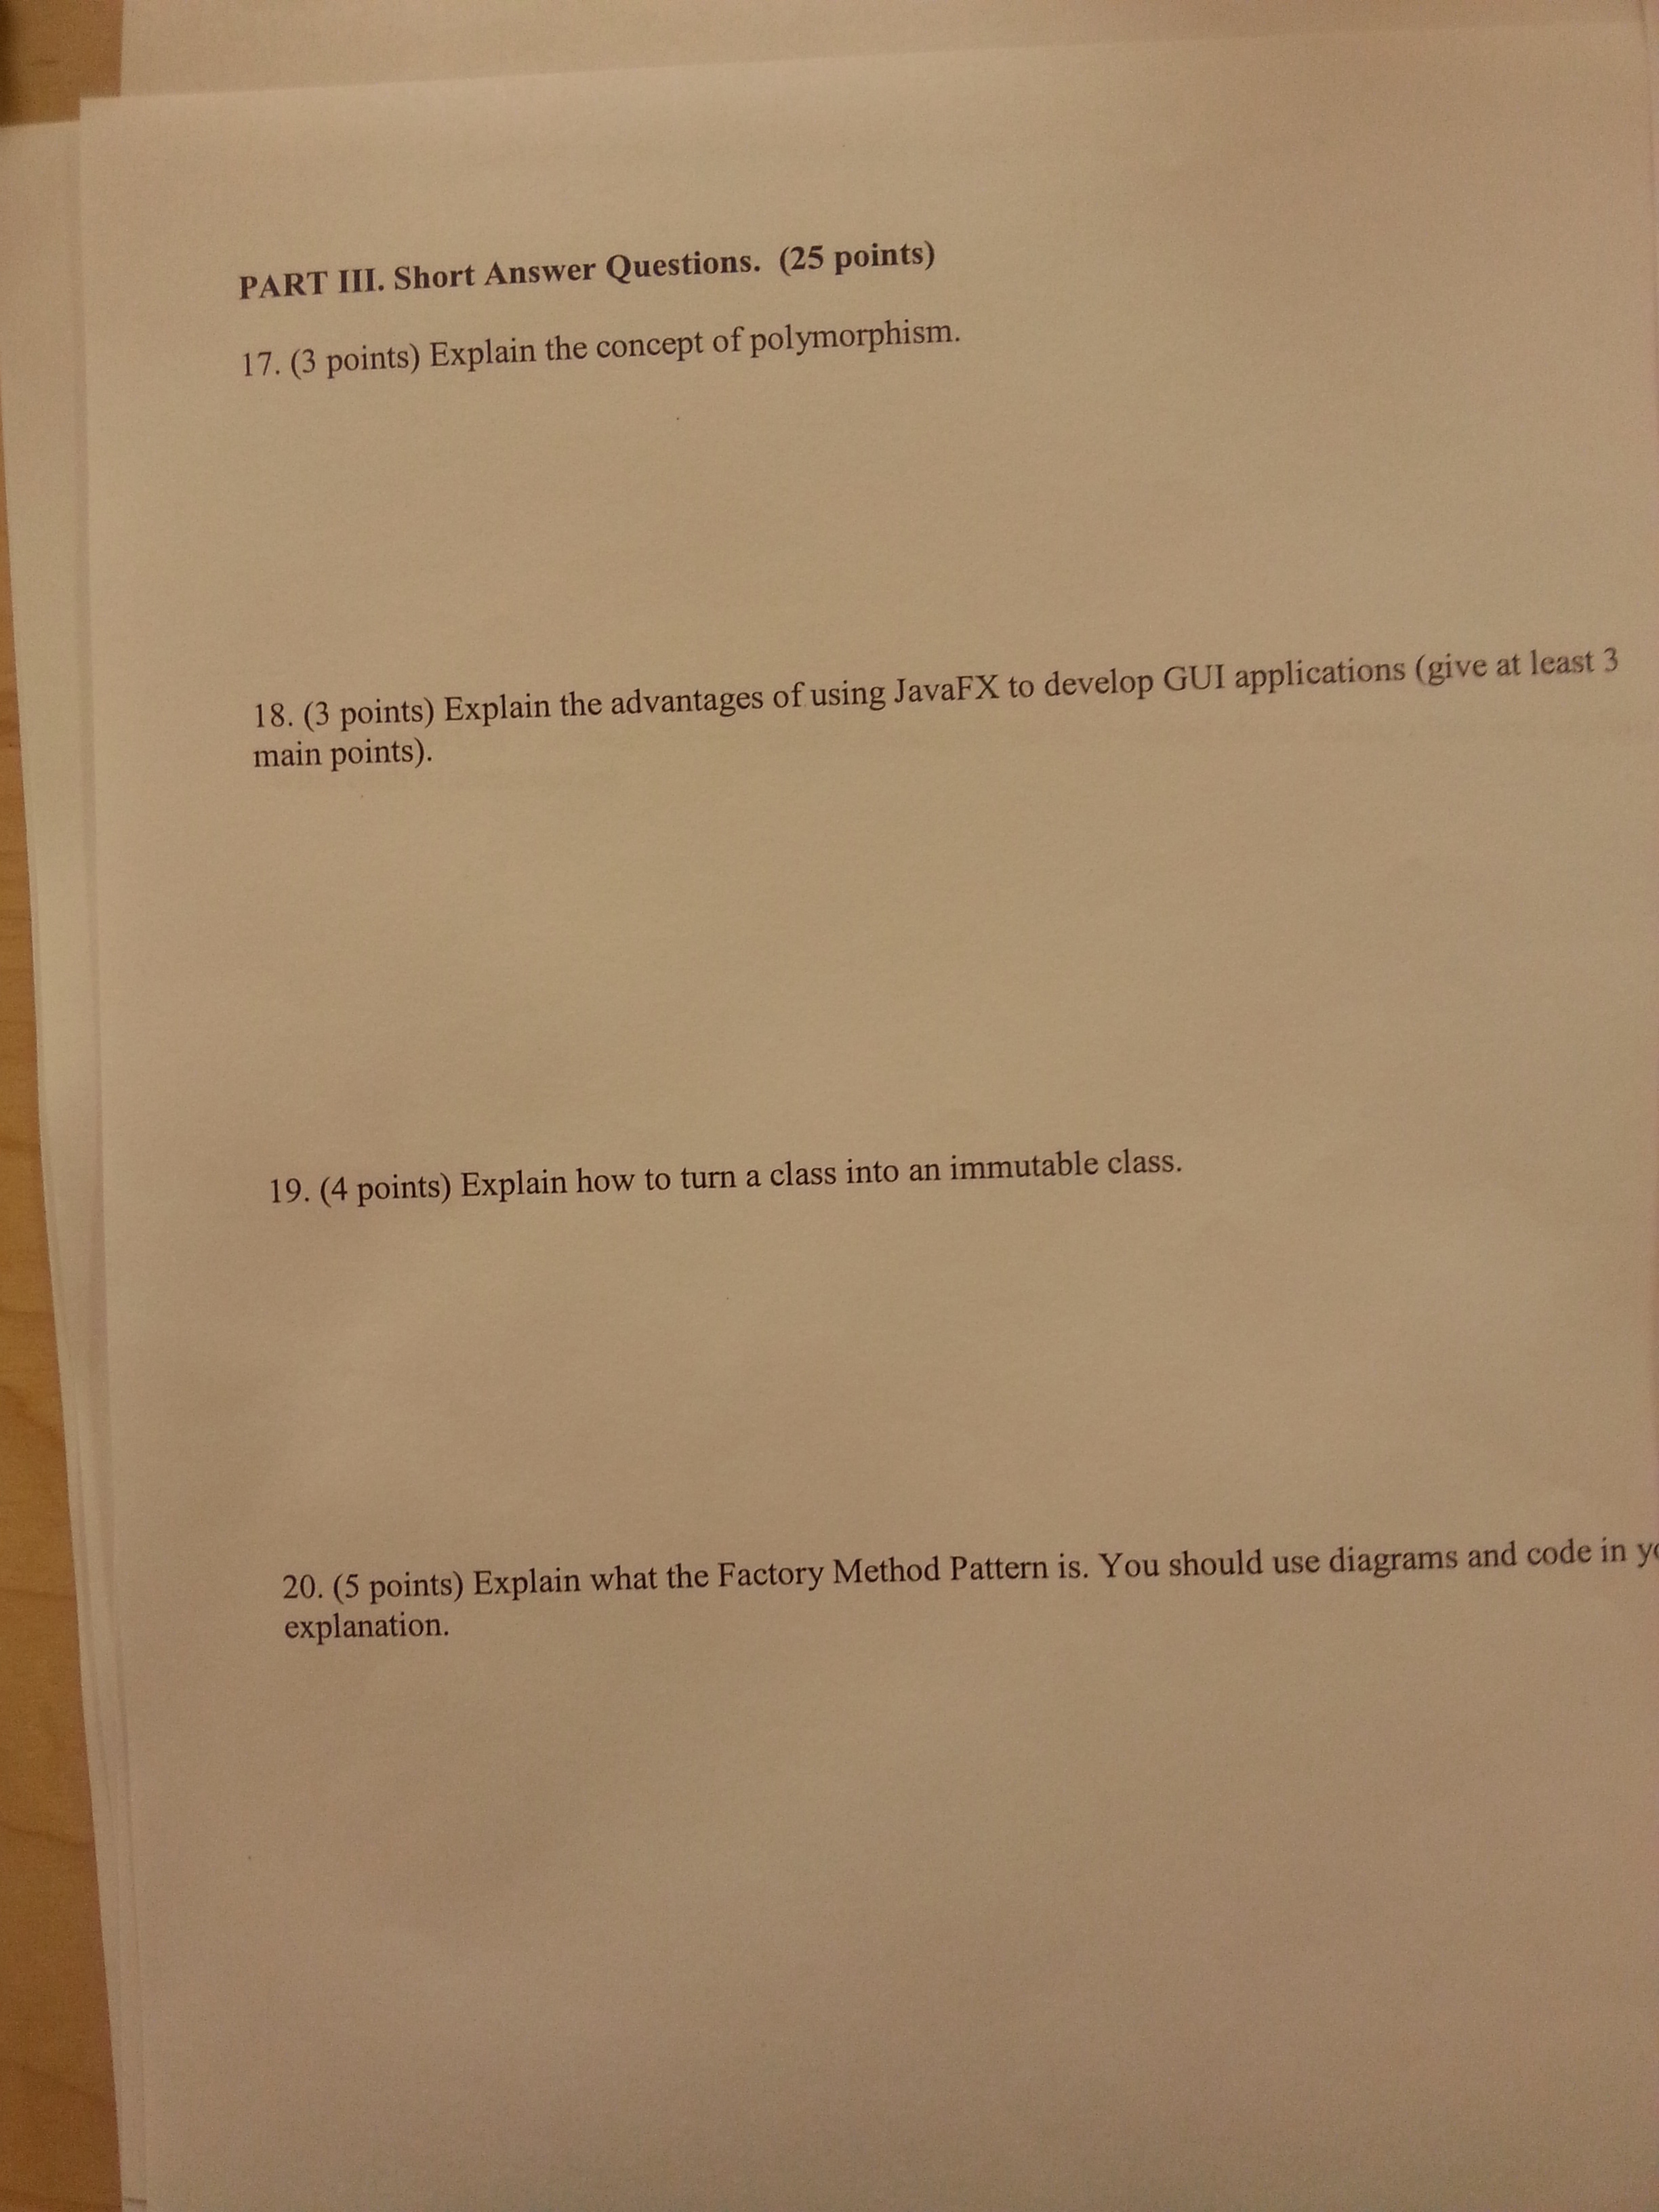 PART III. Short Answer Questions. (25 points)
17. (3 points) Explain the concept of polymorphism.
18. (3 points) Explain the advantages of using JavaFX to develop GUI applications (give at least 3
main points).
19. (4 points) Explain how to turn a class into an immutable class.
20. (5 points) Explain what the Factory Method Pattern is. You should use diagrams and code in
explanation.